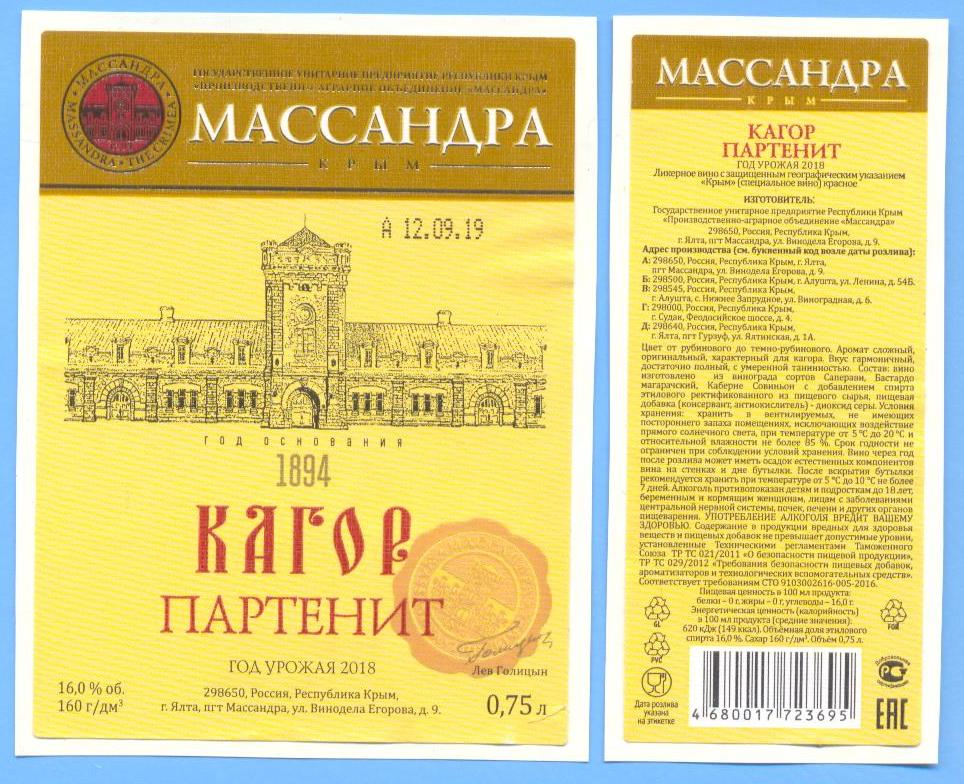 МАССАНДРА
MASSANDRA • THE CRIMEA
ГОСУДАРСТВЕННОЕ УНИТАРНОЕ ПРЕДПРИЯТИЕ РЕСПУБЛИКИ КРЫМ
«ПРОИЗВОДСТВЕННО-АГРАРНОЕ ОБЪЕДИНЕНИЕ «МАССАНДРА»
МАССАНДРА
КРЫМ
А 12.09.19
год основания
1894
КАГОР
ПАРТЕНИТ
ГОД УРОЖАЯ 2018
Лев Голицын
16,0 % об.
160 г/дм³
298650, Россия, Республика Крым,
г. Ялта, пгт Массандра, ул. Винодела Егорова, д. 9.
0,75 л
МАССАНДРА
КРЫМ
КАГОР
ПАРТЕНИТ
ГОД УРОЖАЯ 2018
Ликерное вино с защищенным географическим указанием
«Крым» (специальное вино) красное
ИЗГОТОВИТЕЛЬ:
Государственное унитарное предприятие Республики Крым
«Производственно-аграрное объединение «Массандра»
298650, Россия, Республика Крым,
г. Ялта, пгт Массандра, ул. Винодела Егорова, д. 9.
Адрес производства (см. буквенный код возле даты розлива):
А: 298650, Россия, Республика Крым, г. Ялта,
пгт Массандра, ул. Винодела Егорова, д. 9.
Б: 298500, Россия, Республика Крым, г. Алушта, ул. Ленина, д. 54Б.
В: 298545, Россия, Республика Крым,
г. Алушта, с. Нижнее Запрудное, ул. Виноградная, д. 6.
Г: 298000, Россия, Республика Крым,
г. Судак, Феодосийское шоссе, д. 4.
Д: 298640, Россия, Республика Крым,
г. Ялта, пгт Гурзуф, ул. Ялтинская, д. 1А.
Цвет от рубинового до темно-рубинового. Аромат сложный,
оригинальный, характерный для кагора. Вкус гармоничный,
достаточно полный, с умеренной танинностью. Состав: вино
изготовлено из винограда сортов Саперави, Бастардо
магарачский, Каберне Совиньон с добавлением спирта
этилового ректификованного из пищевого сырья, пищевая
добавка (консервант, антиокислитель) - диоксид серы. Условия
хранения: хранить в вентилируемых, не имеющих
постороннего запаха помещениях, исключающих воздействие
прямого солнечного света, при температуре от 5 °С до 20 °С и
относительной влажности не более 85 %. Срок годности не
ограничен при соблюдении условий хранения. Вино через год
после розлива может иметь осадок естественных компонентов
вина на стенках и дне бутылки. После вскрытия бутылки
рекомендуется хранить при температуре от 5 °С до 10 °С не более
7 дней. Алкоголь противопоказан детям и подросткам до 18 лет,
беременным и кормящим женщинам, лицам с заболеваниями
центральной нервной системы, почек, печени и других органов
пищеварения. УПОТРЕБЛЕНИЕ АЛКОГОЛЯ ВРЕДИТ ВАШЕМУ
ЗДОРОВЬЮ. Содержание в продукции вредных для здоровья
веществ и пищевых добавок не превышает допустимые уровни,
установленные Техническими регламентами Таможенного
Союза ТР ТС 021/2011 «О безопасности пищевой продукции»,
ТР ТС 029/2012 «Требования безопасности пищевых добавок,
ароматизаторов и технологических вспомогательных средств».
Соответствует требованиям СТО 9103002616-005-2016.
Пищевая ценность в 100 мл продукта:
белки – 0 г, жиры – 0 г, углеводы – 16,0 г.
Энергетическая ценность (калорийность)
в 100 мл продукта (средние значения):
620 кДж (149 ккал). Объёмная доля этилового
спирта 16,0 %. Сахар 160 г/дм³. Объём 0,75 л.
GL
FOR
PVC
Добровольная
сертификация
Дата розлива
указана
на этикетке
4 680017 723695
ЕАС